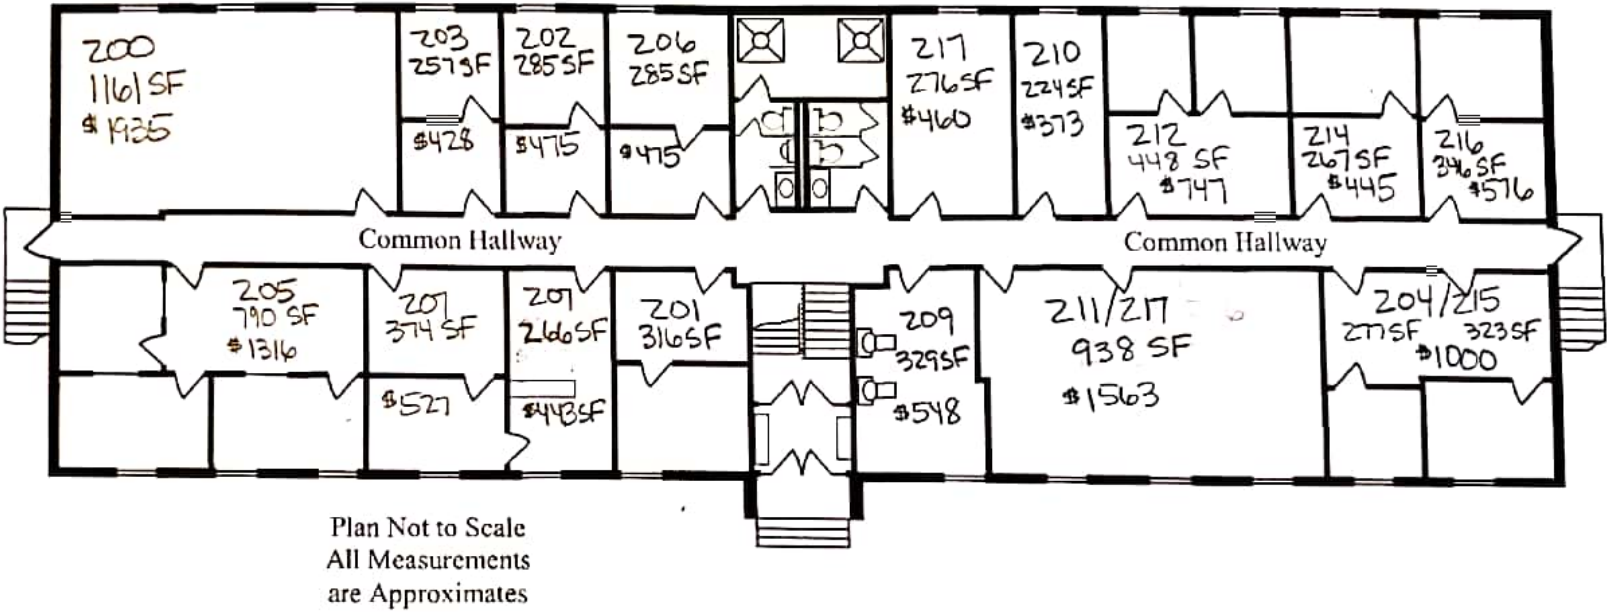 200
1161 SF
$1935
203
257 SF
$428
202
285 SF
$475
206
285 SF
$475
217
276 SF
$460
210
224 SF
$373
212
448 SF
$747
214
267 SF
$445
216
346 SF
$576
Common Hallway
Common Hallway
205
790 SF
$1316
207
374 SF
$527
207
266 SF
$443 SF
201
316 SF
209
329 SF
$548
211/217
938 SF
$1563
204/215
277 SF 323 SF
$1000
Plan Not to Scale
All Measurements
are Approximates